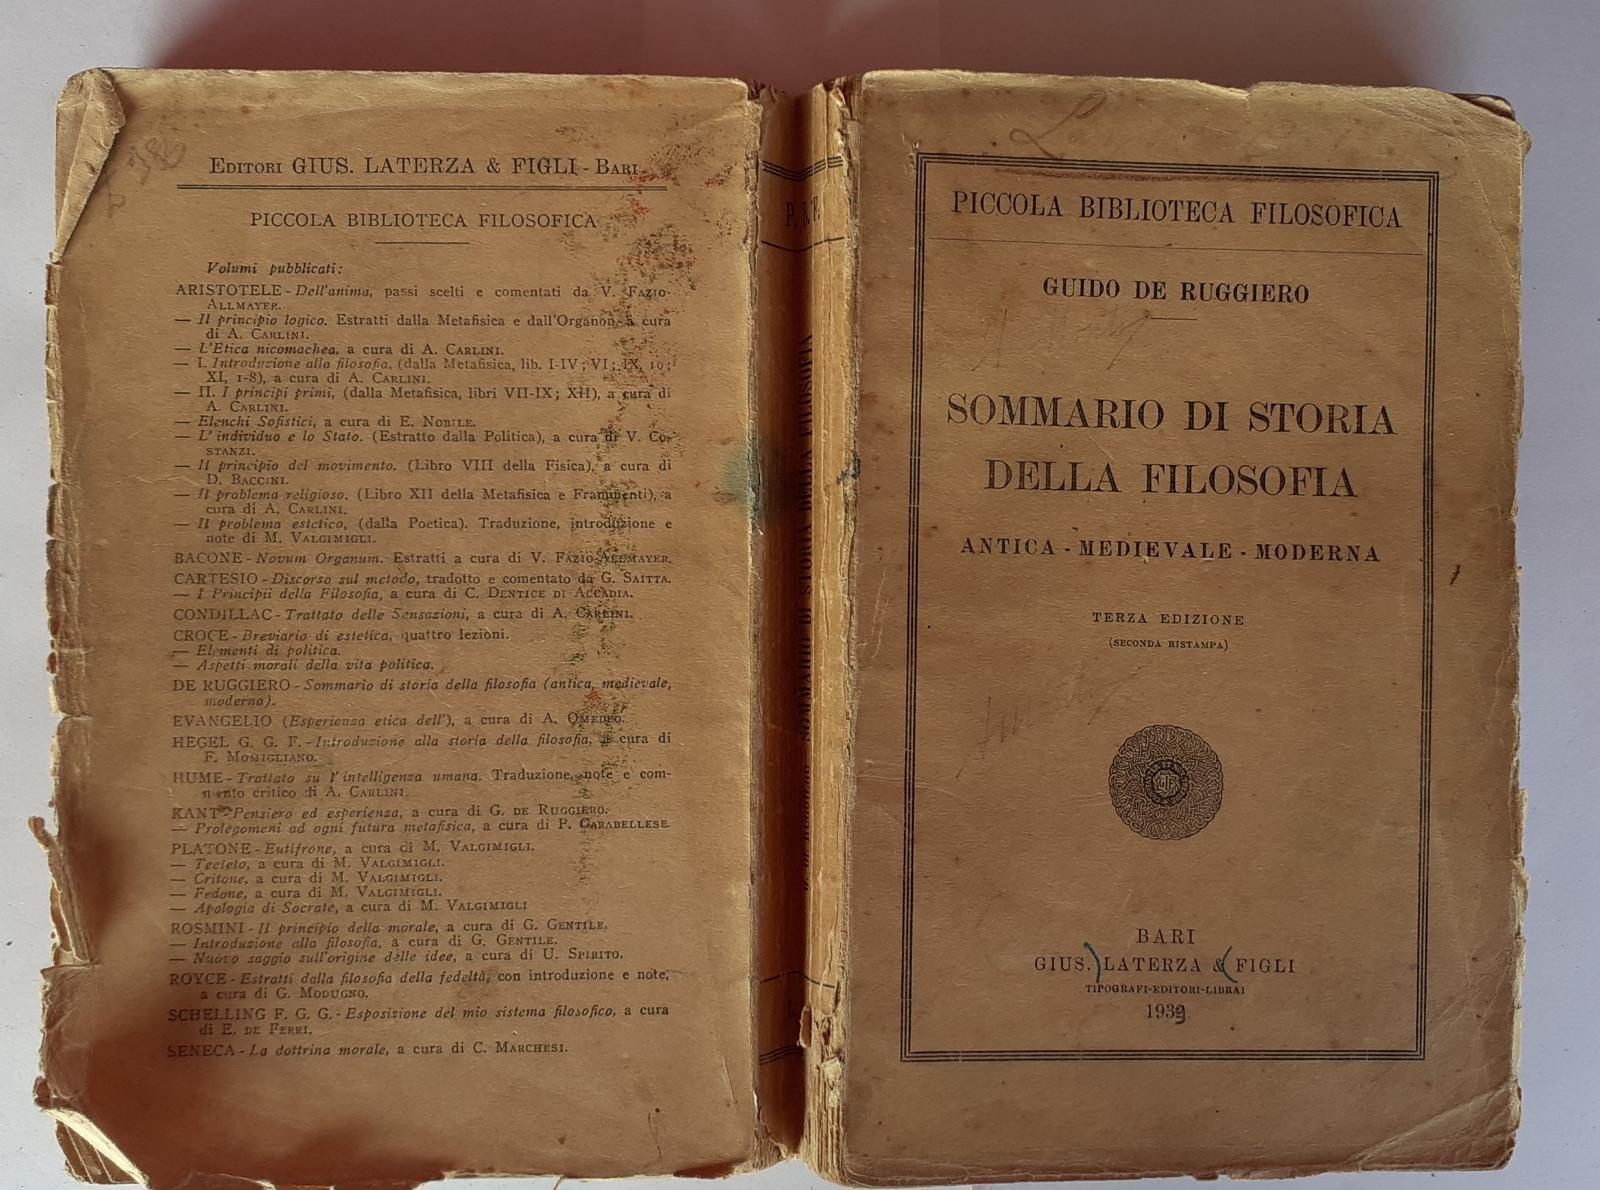 Editori GIUS. LATERZA & FIGLI - Bari
PICCOLA BIBLIOTECA FILOSOFICA
Volumi pubblicati:
ARISTOTELE - Dell'anima, passi scelti e comentati da V. Fazio-
Allmayer.
— Il principio logico. Estratti dalla Metafisica e dall'Organon, a cura
di A. Carlini.
— L'Etica nicomachea, a cura di A. Carlini.
— I. Introduzione alla filosofia, (dalla Metafisica, lib. I-IV; VI; IX, 10;
XI, 1-8), a cura di A. Carlini.
— II. I principi primi, (dalla Metafisica, libri VII-IX; XII), a cura di
A. Carlini.
— Elenchi Sofistici, a cura di E. Nobile.
— L'individuo e lo Stato. (Estratto dalla Politica), a cura di V. Co-
stanzi.
— Il principio del movimento. (Libro VIII della Fisica), a cura di
D. Baccini.
— Il problema religioso. (Libro XII della Metafisica e Frammenti), a
cura di A. Carlini.
— Il problema estetico, (dalla Poetica). Traduzione, introduzione e
note di M. Valgimigli.
BACONE - Novum Organum. Estratti a cura di V. Fazio-Allmayer.
CARTESIO - Discorso sul metodo, tradotto e comentato da G. Saitta.
— I Principii della Filosofia, a cura di C. Dentice di Accadia.
CONDILLAC - Trattato delle Sensazioni, a cura di A. Carlini.
CROCE - Breviario di estetica, quattro lezioni.
— Elementi di politica.
— Aspetti morali della vita politica.
DE RUGGIERO - Sommario di storia della filosofia (antica, medievale,
moderna).
EVANGELIO (Esperienza etica dell'), a cura di A. Omedeo.
HEGEL G. G. F. - Introduzione alla storia della filosofia, a cura di
F. Momigliano.
HUME - Trattato su l'intelligenza umana. Traduzione, note e com-
mento critico di A. Carlini.
KANT - Pensiero ed esperienza, a cura di G. de Ruggiero.
— Prolegomeni ad ogni futura metafisica, a cura di P. Carabellese.
PLATONE - Eutifrone, a cura di M. Valgimigli.
— Teeteto, a cura di M. Valgimigli.
— Critone, a cura di M. Valgimigli.
— Fedone, a cura di M. Valgimigli.
— Apologia di Socrate, a cura di M. Valgimigli
ROSMINI - Il principio della morale, a cura di G. Gentile.
— Introduzione alla filosofia, a cura di G. Gentile.
— Nuovo saggio sull'origine delle idee, a cura di U. Spirito.
ROYCE - Estratti dalla filosofia della fedeltà, con introduzione e note,
a cura di G. Modugno.
SCHELLING F. G. G. - Esposizione del mio sistema filosofico, a cura
di E. de Ferri.
SENECA - La dottrina morale, a cura di C. Marchesi.
P. B. F.
SOMMARIO DI STORIA DELLA FILOSOFIA
PICCOLA BIBLIOTECA FILOSOFICA
GUIDO DE RUGGIERO
SOMMARIO DI STORIA
DELLA FILOSOFIA
ANTICA - MEDIEVALE - MODERNA
TERZA EDIZIONE
(SECONDA RISTAMPA)
BARI
GIUS. LATERZA & FIGLI
TIPOGRAFI-EDITORI-LIBRAI
1939